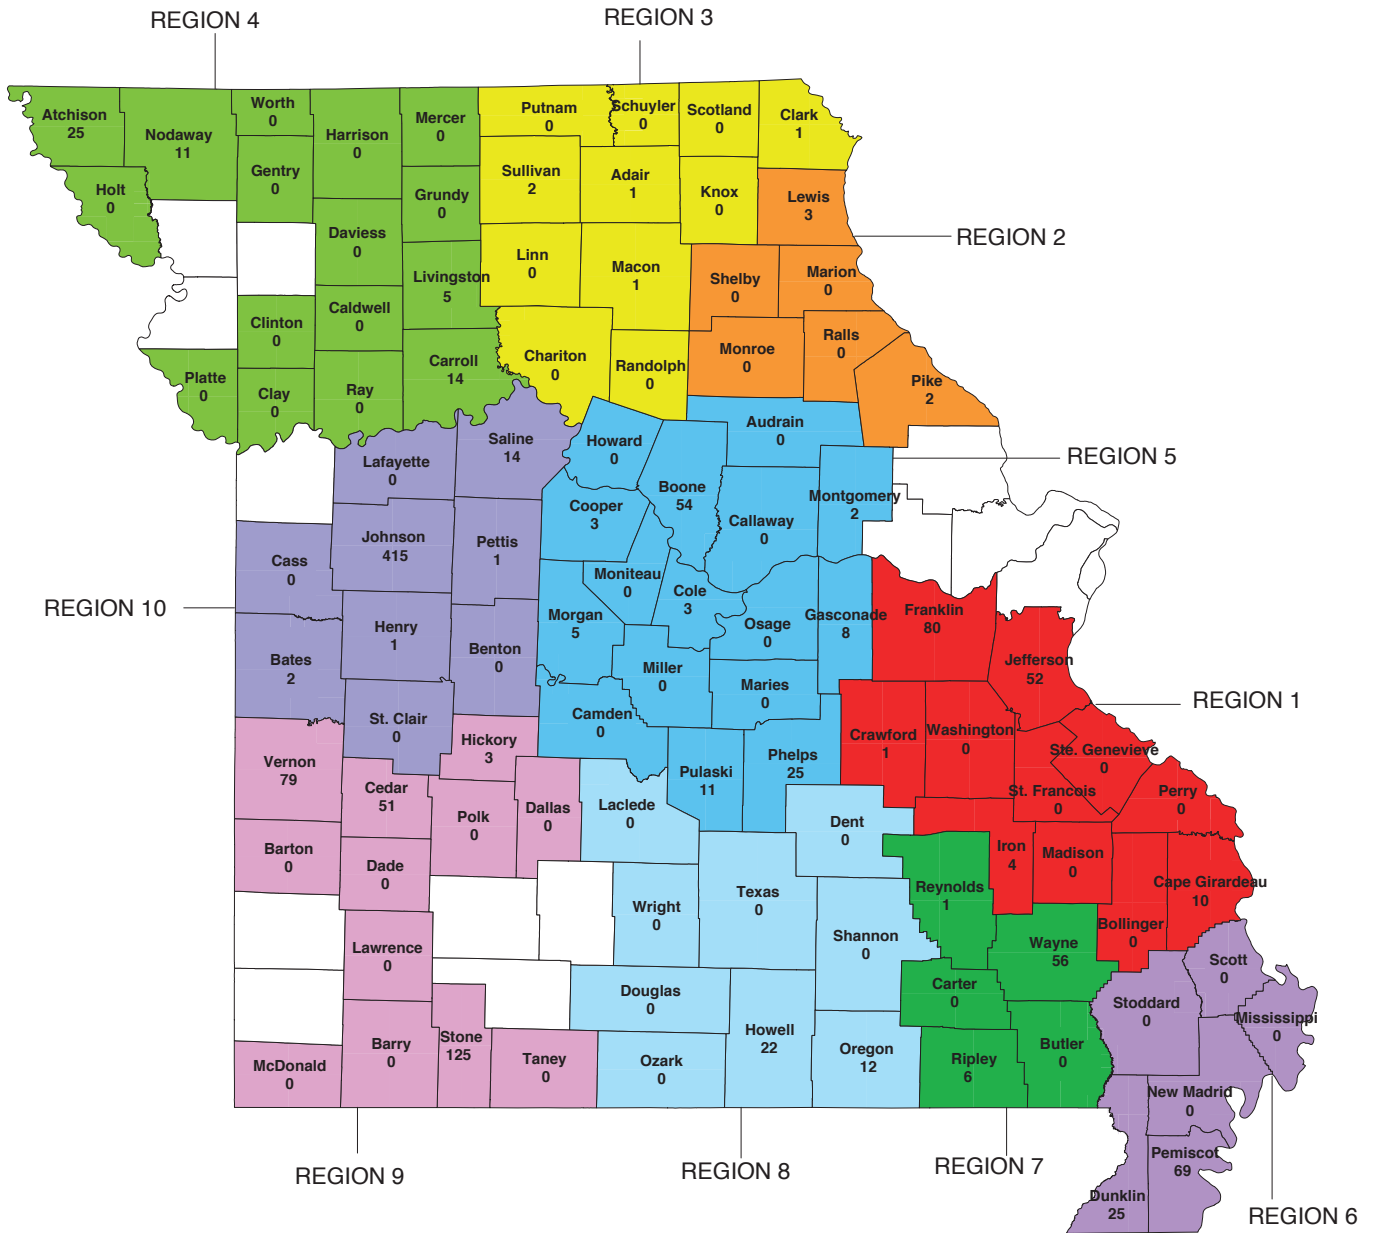 REGION 4
REGION 3
Atchison
25
Nodaway
11
Worth
0
Harrison
0
Mercer
0
Putnam
0
Schuyler
0
Scotland
0
Clark
1
Holt
0
Gentry
0
Grundy
0
Sullivan
2
Adair
1
Knox
0
Lewis
3
REGION 2
Daviess
0
Livingston
5
Linn
0
Macon
1
Shelby
0
Marion
0
Clinton
0
Caldwell
0
Carroll
14
Chariton
0
Randolph
0
Monroe
0
Ralls
0
Pike
2
Platte
0
Clay
0
Ray
0
Saline
14
Howard
0
Audrain
0
REGION 5
Lafayette
0
Boone
54
Montgomery
2
Cooper
3
Callaway
0
Johnson
415
Pettis
1
Cass
0
Moniteau
0
Cole
3
REGION 10
Henry
1
Morgan
5
Osage
0
Gasconade
8
Franklin
80
Bates
2
Benton
0
Miller
0
Maries
0
Jefferson
52
REGION 1
St. Clair
0
Camden
0
Crawford
1
Washington
0
Ste. Genevieve
0
Vernon
79
Hickory
3
Pulaski
11
Phelps
25
St. Francois
0
Perry
0
Cedar
51
Polk
0
Dallas
0
Laclede
0
Dent
0
Barton
0
Dade
0
Iron
4
Madison
0
Texas
0
Reynolds
1
Cape Girardeau
10
Wright
0
Shannon
0
Wayne
56
Bollinger
0
Lawrence
0
Scott
0
Douglas
0
Carter
0
Stoddard
0
Mississippi
0
Barry
0
Stone
125
Howell
22
Butler
0
McDonald
0
Taney
0
Ozark
0
Oregon
12
Ripley
6
New Madrid
0
REGION 9
REGION 8
REGION 7
Pemiscot
69
Dunklin
25
REGION 6